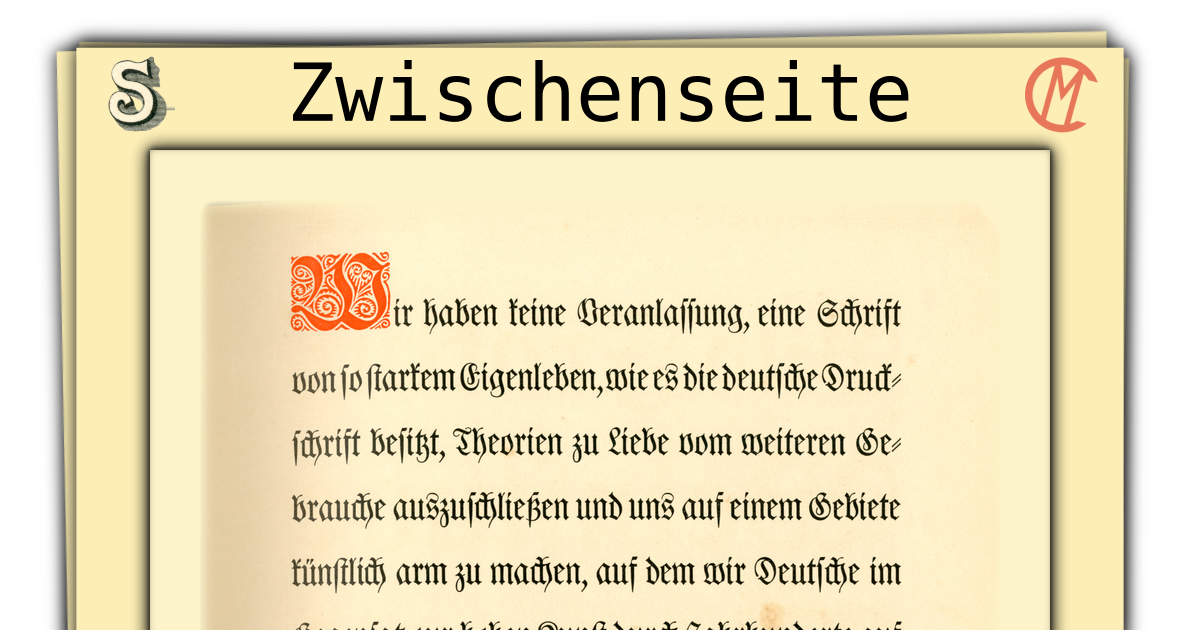 S Zwischenseite CM
Wir haben keine Veranlaſſung, eine Schrift
von ſo ſtarkem Eigenleben, wie es die deutſche Druck⸗
ſchrift beſitzt, Theorien zu Liebe vom weiteren Ge⸗
brauche auszuſchließen und uns auf einem Gebiete
künſtlich arm zu machen, auf dem wir Deutſche im